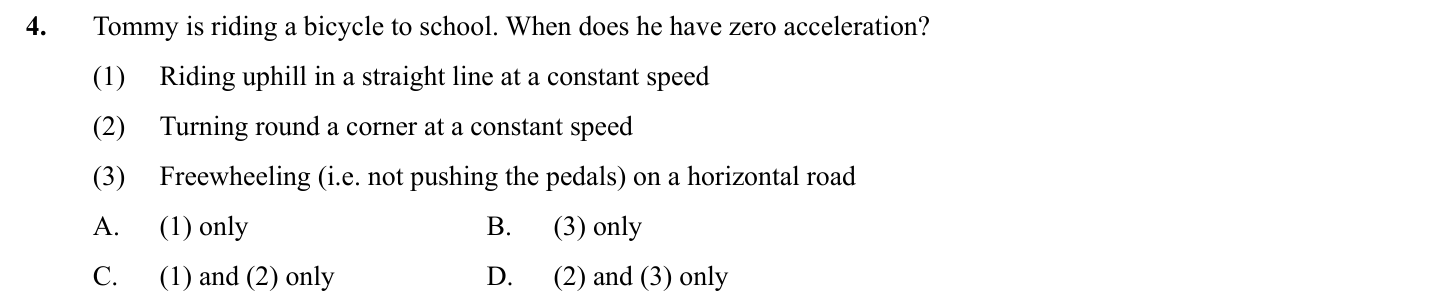 4. Tommy is riding a bicycle to school. When does he have zero acceleration?
(1) Riding uphill in a straight line at a constant speed
(2) Turning round a corner at a constant speed
(3) Freewheeling (i.e. not pushing the pedals) on a horizontal road
A. (1) only B. (3) only
C. (1) and (2) only D. (2) and (3) only